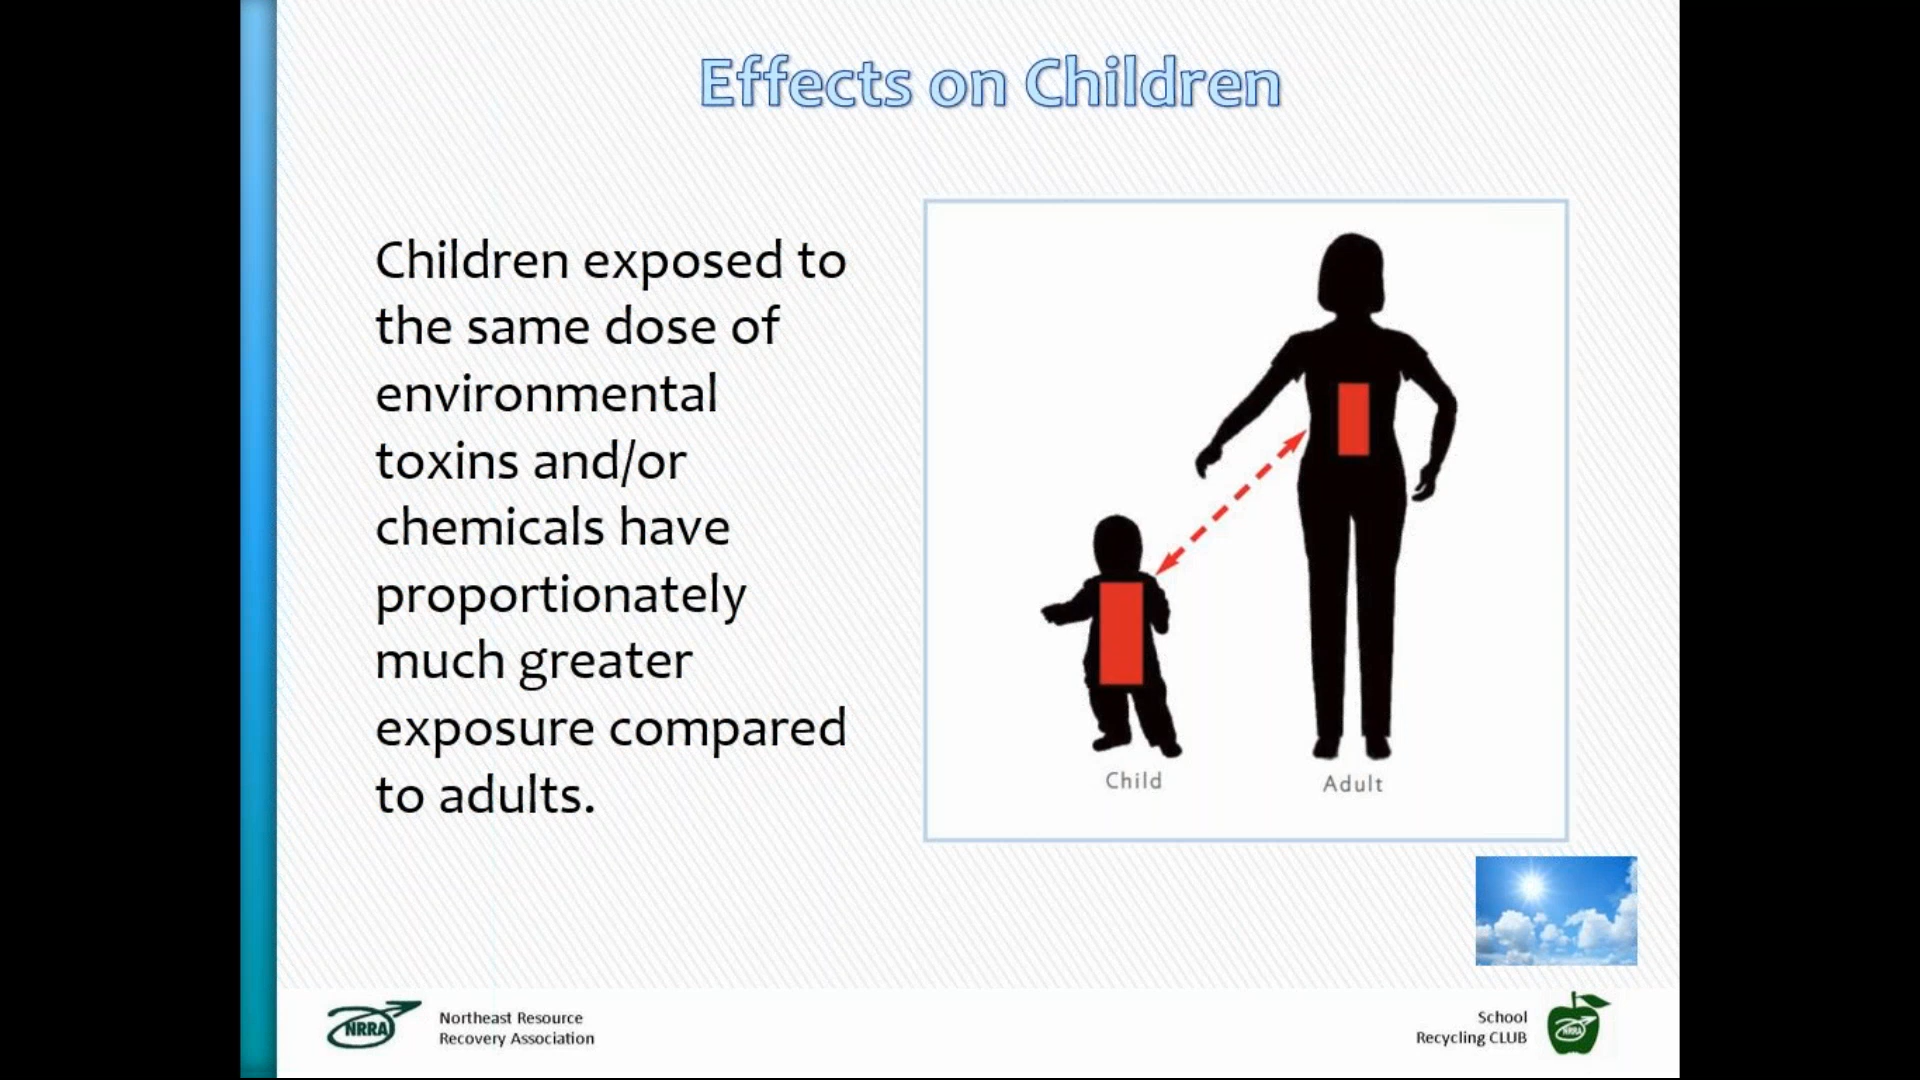 Effects on Children
Children exposed to
the same dose of
environmental
toxins and/or
chemicals have
proportionately
much greater
exposure compared
to adults.
Child
Adult
NRRA
Northeast Resource
Recovery Association
School
Recycling CLUB
NRRA